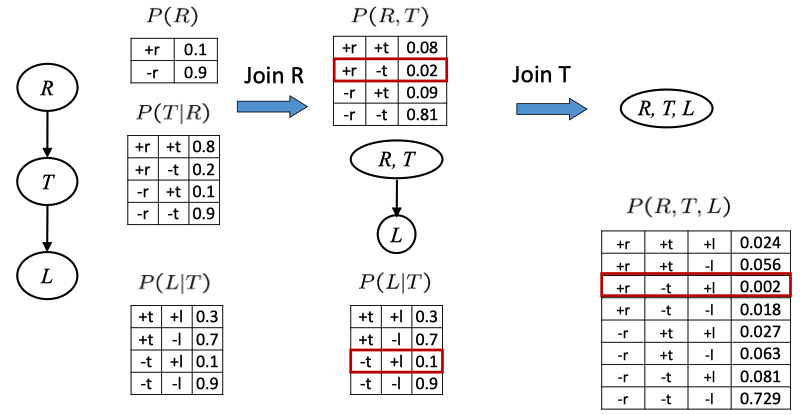 P(R)
+r 0.1
-r 0.9
P(T|R)
+r +t 0.8
+r -t 0.2
-r +t 0.1
-r -t 0.9
P(L|T)
+t +l 0.3
+t -l 0.7
-t +l 0.1
-t -l 0.9
R
T
L
Join R
P(R, T)
+r +t 0.08
+r -t 0.02
-r +t 0.09
-r -t 0.81
R, T
L
P(L|T)
+t +l 0.3
+t -l 0.7
-t +l 0.1
-t -l 0.9
Join T
R, T, L
P(R, T, L)
+r +t +l 0.024
+r +t -l 0.056
+r -t +l 0.002
+r -t -l 0.018
-r +t +l 0.027
-r +t -l 0.063
-r -t +l 0.081
-r -t -l 0.729